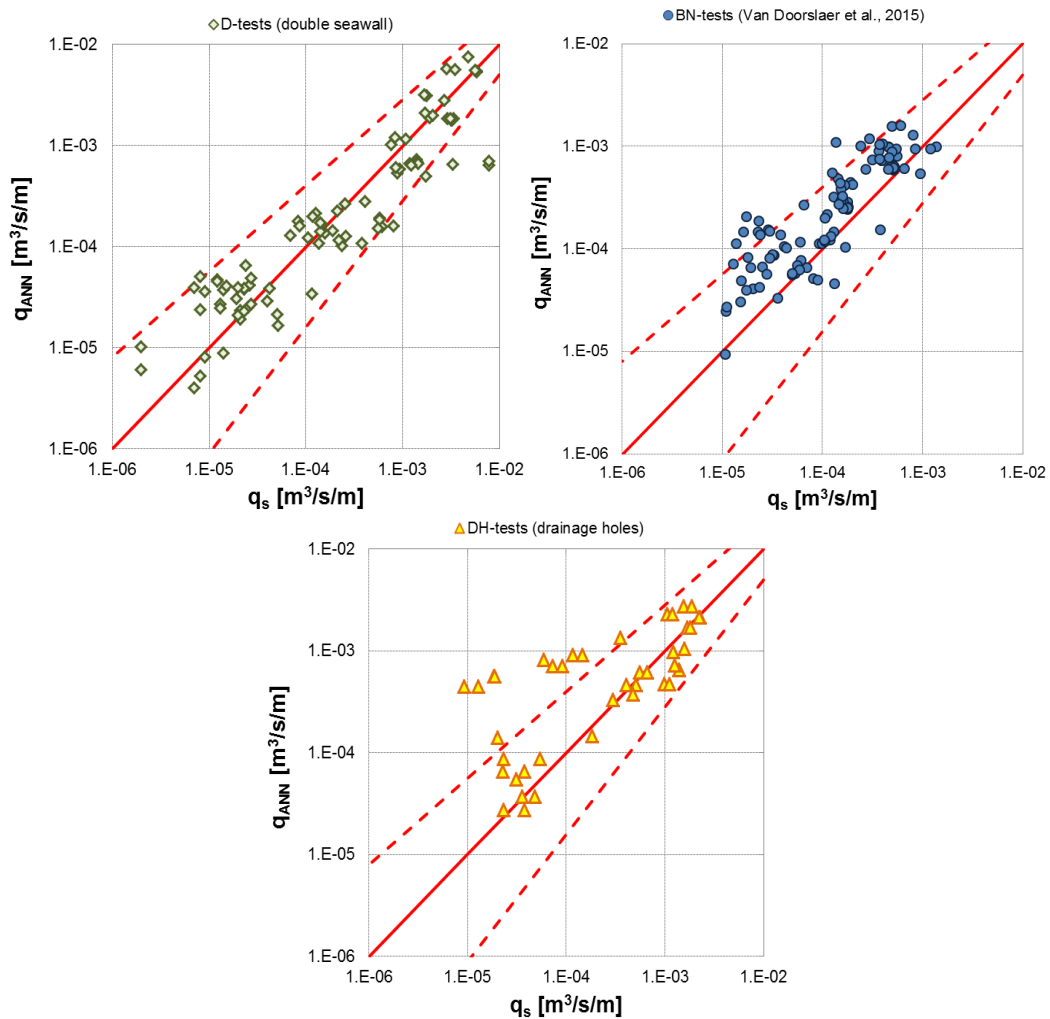 D-tests (double seawall)
1.E-02
1.E-03
1.E-04
1.E-05
1.E-06
1.E-06 1.E-05 1.E-04 1.E-03 1.E-02
qANN [m³/s/m]
qs [m³/s/m]
BN-tests (Van Doorslaer et al., 2015)
1.E-02
1.E-03
1.E-04
1.E-05
1.E-06
1.E-06 1.E-05 1.E-04 1.E-03 1.E-02
qANN [m³/s/m]
qs [m³/s/m]
DH-tests (drainage holes)
1.E-02
1.E-03
1.E-04
1.E-05
1.E-06
1.E-06 1.E-05 1.E-04 1.E-03 1.E-02
qANN [m³/s/m]
qs [m³/s/m]